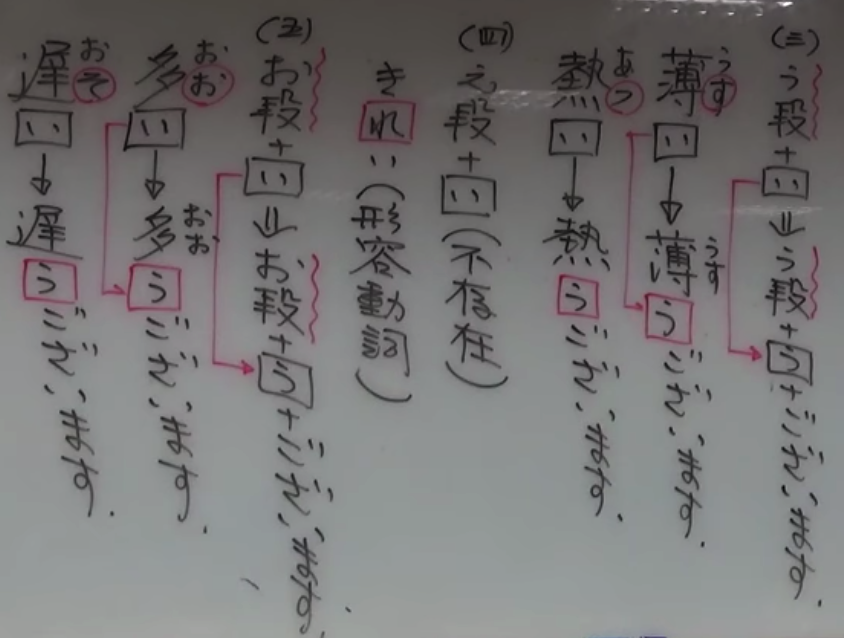 (三) う段+い⇒う段+う+ございます
薄い→薄うございます.
うす うす
熱い→熱うございます.
あつ
(四) え段+い(不存在)
きれい(形容動詞)
(五) お段+い⇒お段+う+ございます.
多い→多うございます.
おお おお
遅い→遅うございます.
おそ